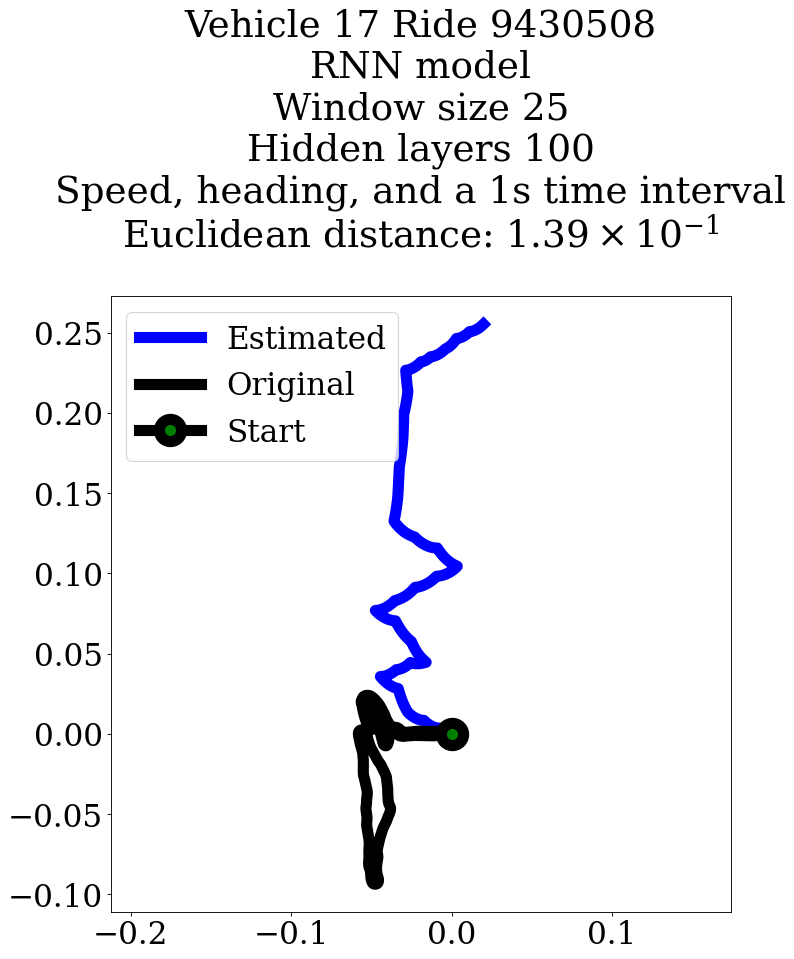 Vehicle 17 Ride 9430508
RNN model
Window size 25
Hidden layers 100
Speed, heading, and a 1s time interval
Euclidean distance: 1.39 × 10⁻¹
Estimated
Original
Start
0.25
0.20
0.15
0.10
0.05
0.00
−0.05
−0.10
−0.2 −0.1 0.0 0.1